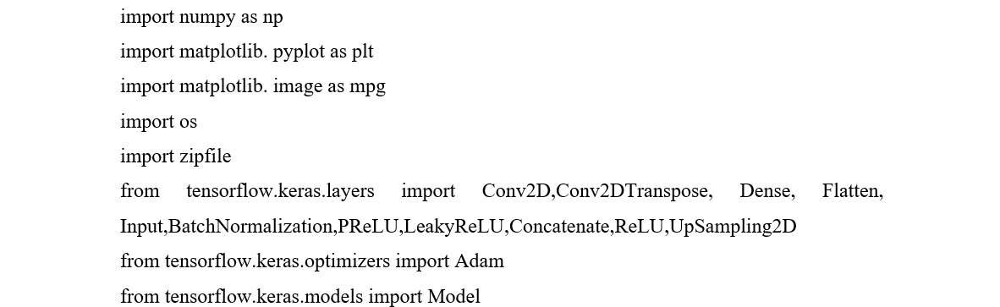 import numpy as np
import matplotlib. pyplot as plt
import matplotlib. image as mpg
import os
import zipfile
from tensorflow.keras.layers import Conv2D,Conv2DTranspose, Dense, Flatten,
Input,BatchNormalization,PReLU,LeakyReLU,Concatenate,ReLU,UpSampling2D
from tensorflow.keras.optimizers import Adam
from tensorflow.keras.models import Model